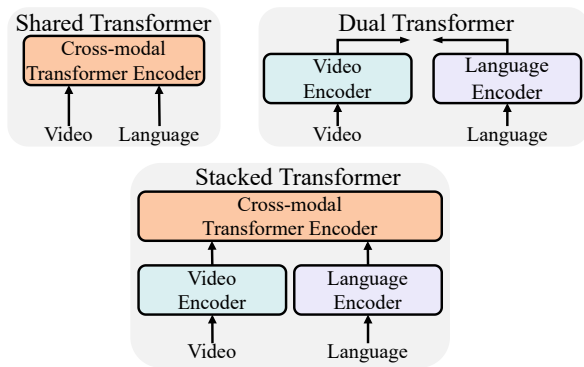 Shared Transformer
Cross-modal
Transformer Encoder
Video
Language
Dual Transformer
Video
Encoder
Language
Encoder
Video
Language
Stacked Transformer
Cross-modal
Transformer Encoder
Video
Encoder
Language
Encoder
Video
Language